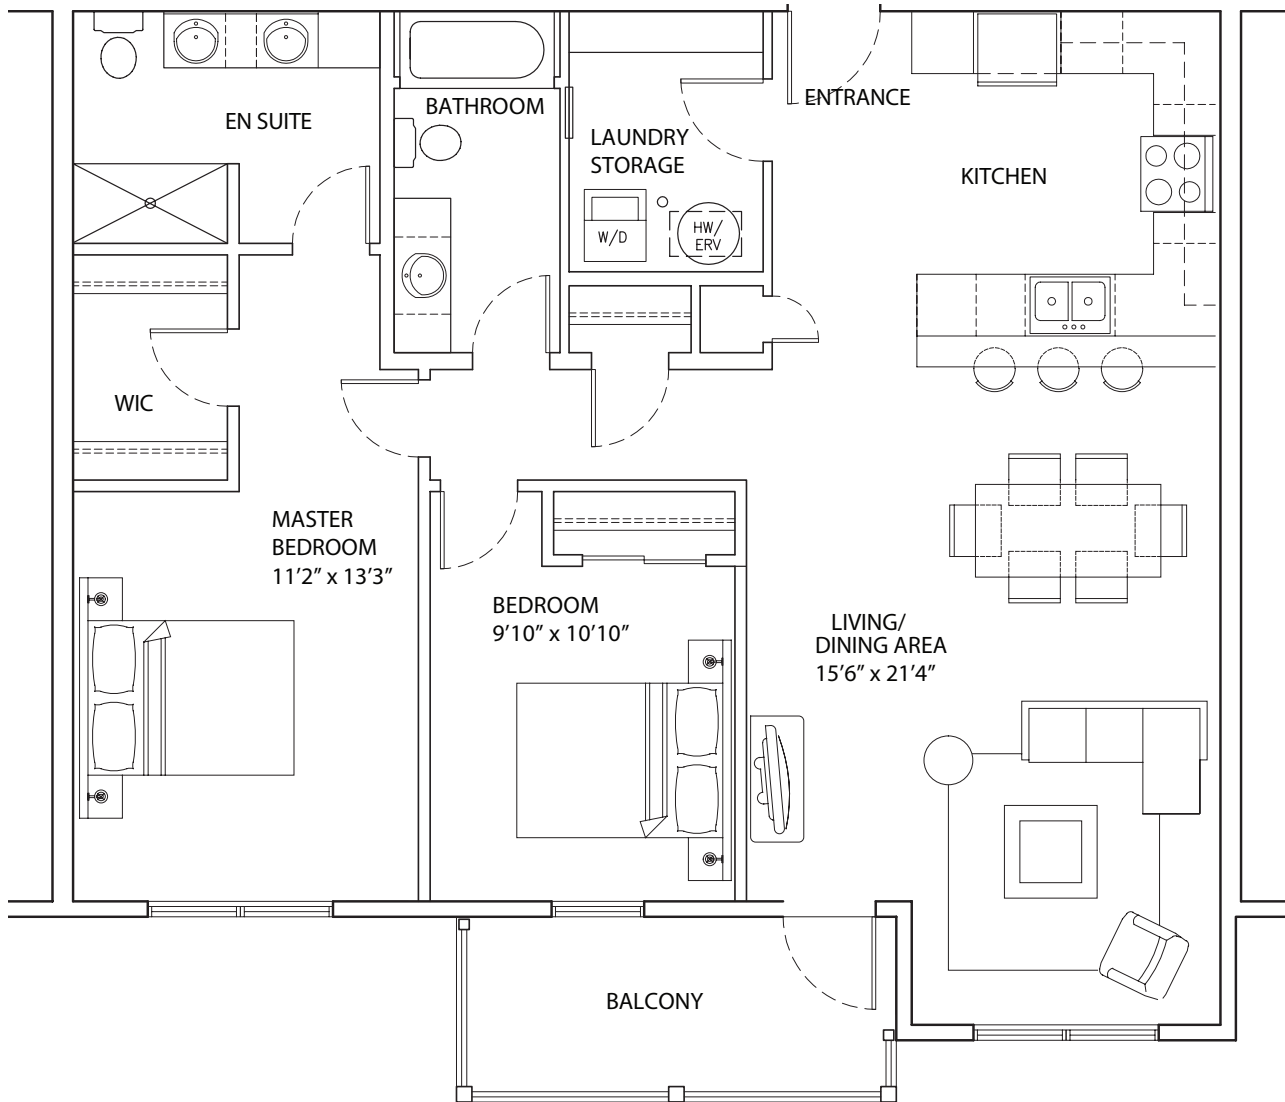 EN SUITE
BATHROOM
LAUNDRY
STORAGE
W/D
HW/
ERV
ENTRANCE
KITCHEN
WIC
MASTER
BEDROOM
11’2” x 13’3”
BEDROOM
9’10” x 10’10”
LIVING/
DINING AREA
15’6” x 21’4”
BALCONY